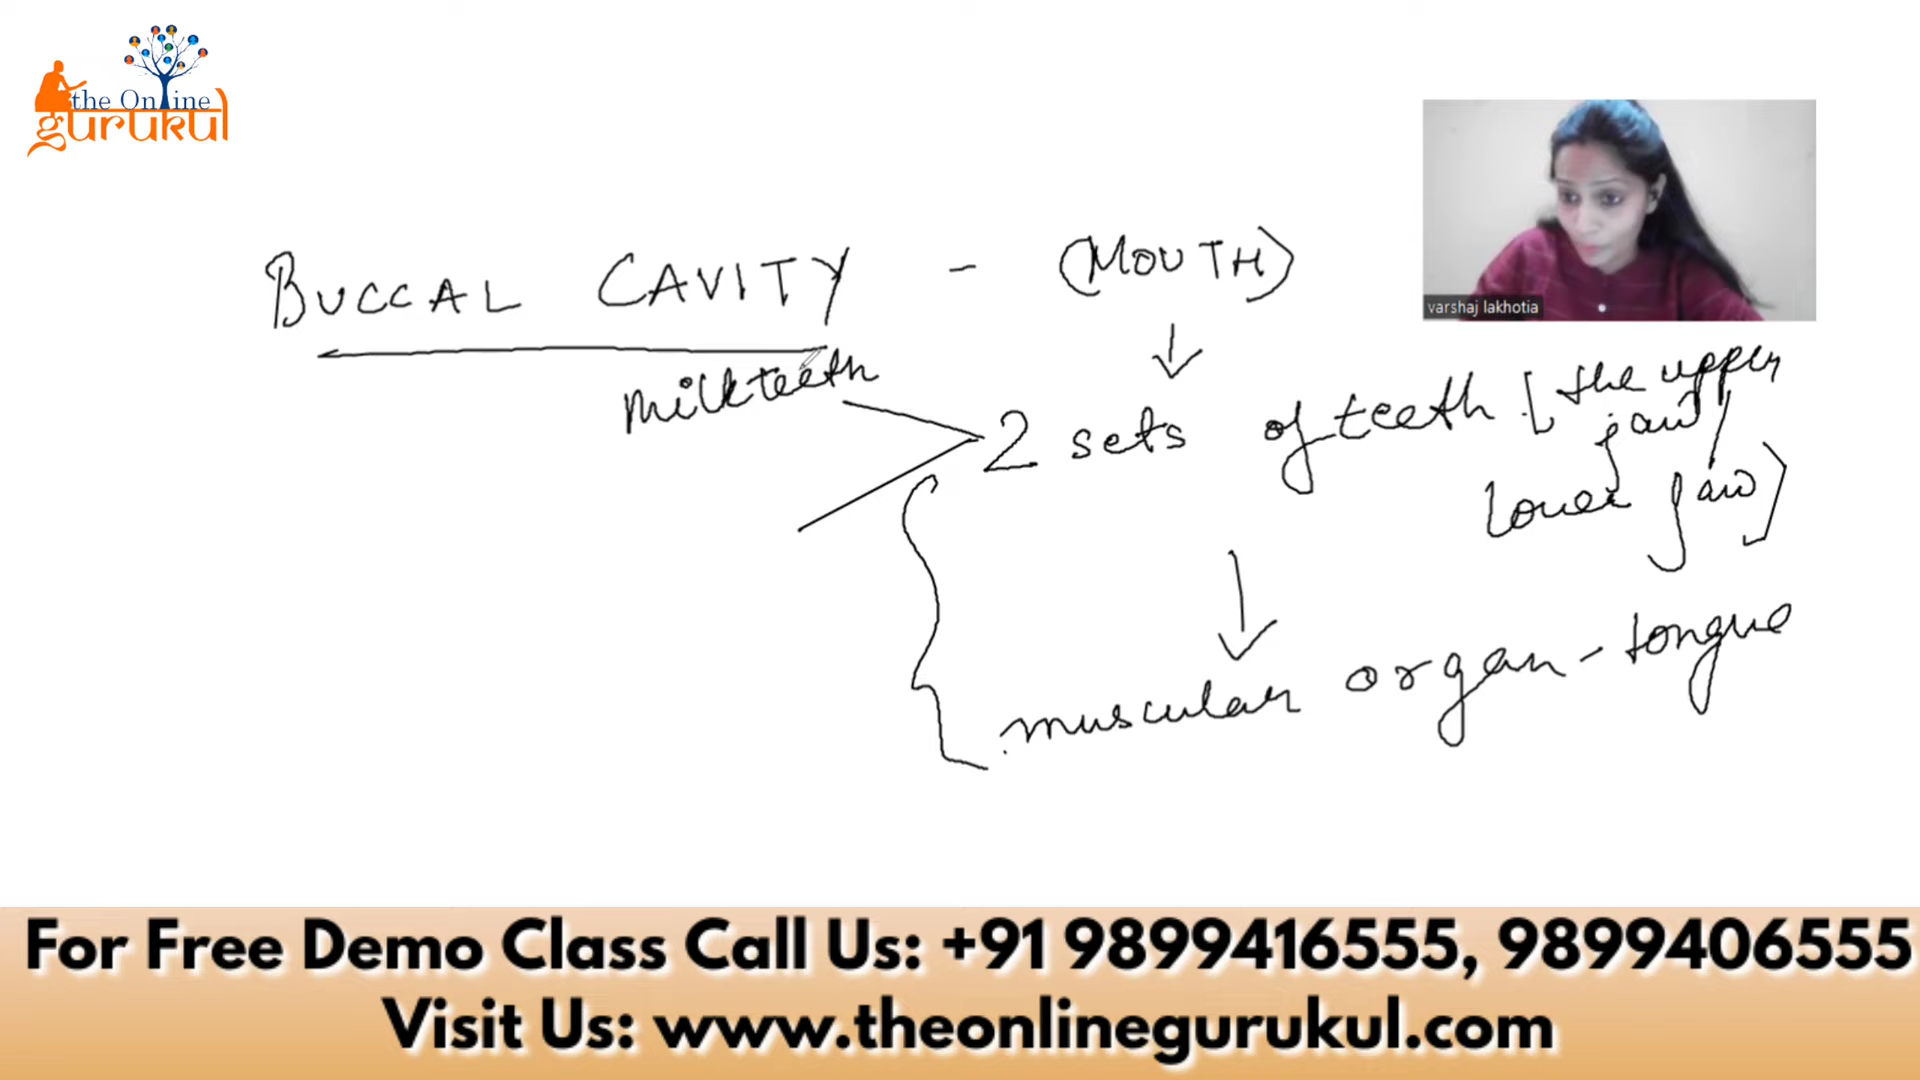 the Online
gurukul
varshaj lakhotia
BUCCAL CAVITY - (MOUTH)
milkteeth
2 sets of teeth [the upper
jaw/
lower jaw]
muscular organ - tongue
For Free Demo Class Call Us: +91 9899416555, 9899406555
Visit Us: www.theonlinegurukul.com